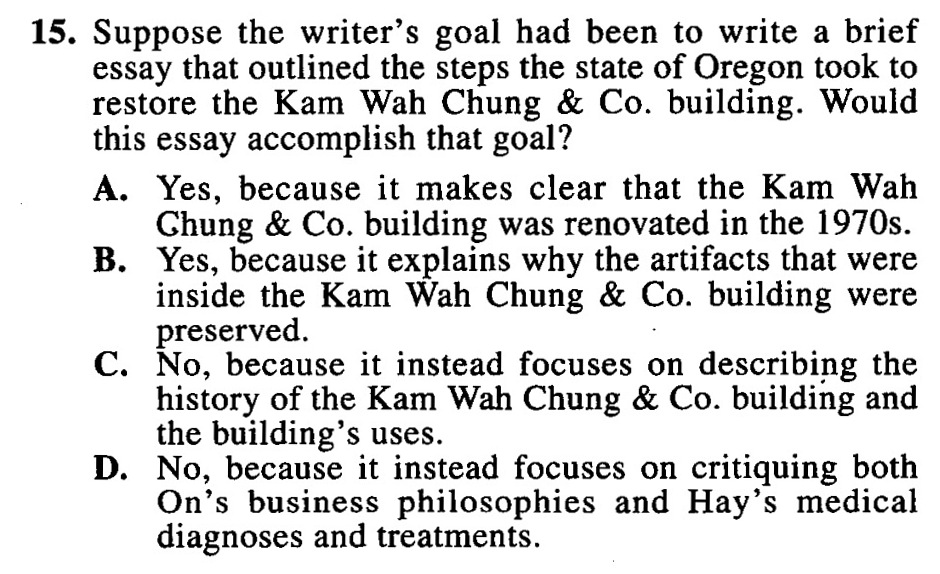 15. Suppose the writer's goal had been to write a brief
essay that outlined the steps the state of Oregon took to
restore the Kam Wah Chung & Co. building. Would
this essay accomplish that goal?
A. Yes, because it makes clear that the Kam Wah
Chung & Co. building was renovated in the 1970s.
B. Yes, because it explains why the artifacts that were
inside the Kam Wah Chung & Co. building were
preserved.
C. No, because it instead focuses on describing the
history of the Kam Wah Chung & Co. building and
the building's uses.
D. No, because it instead focuses on critiquing both
On's business philosophies and Hay's medical
diagnoses and treatments.